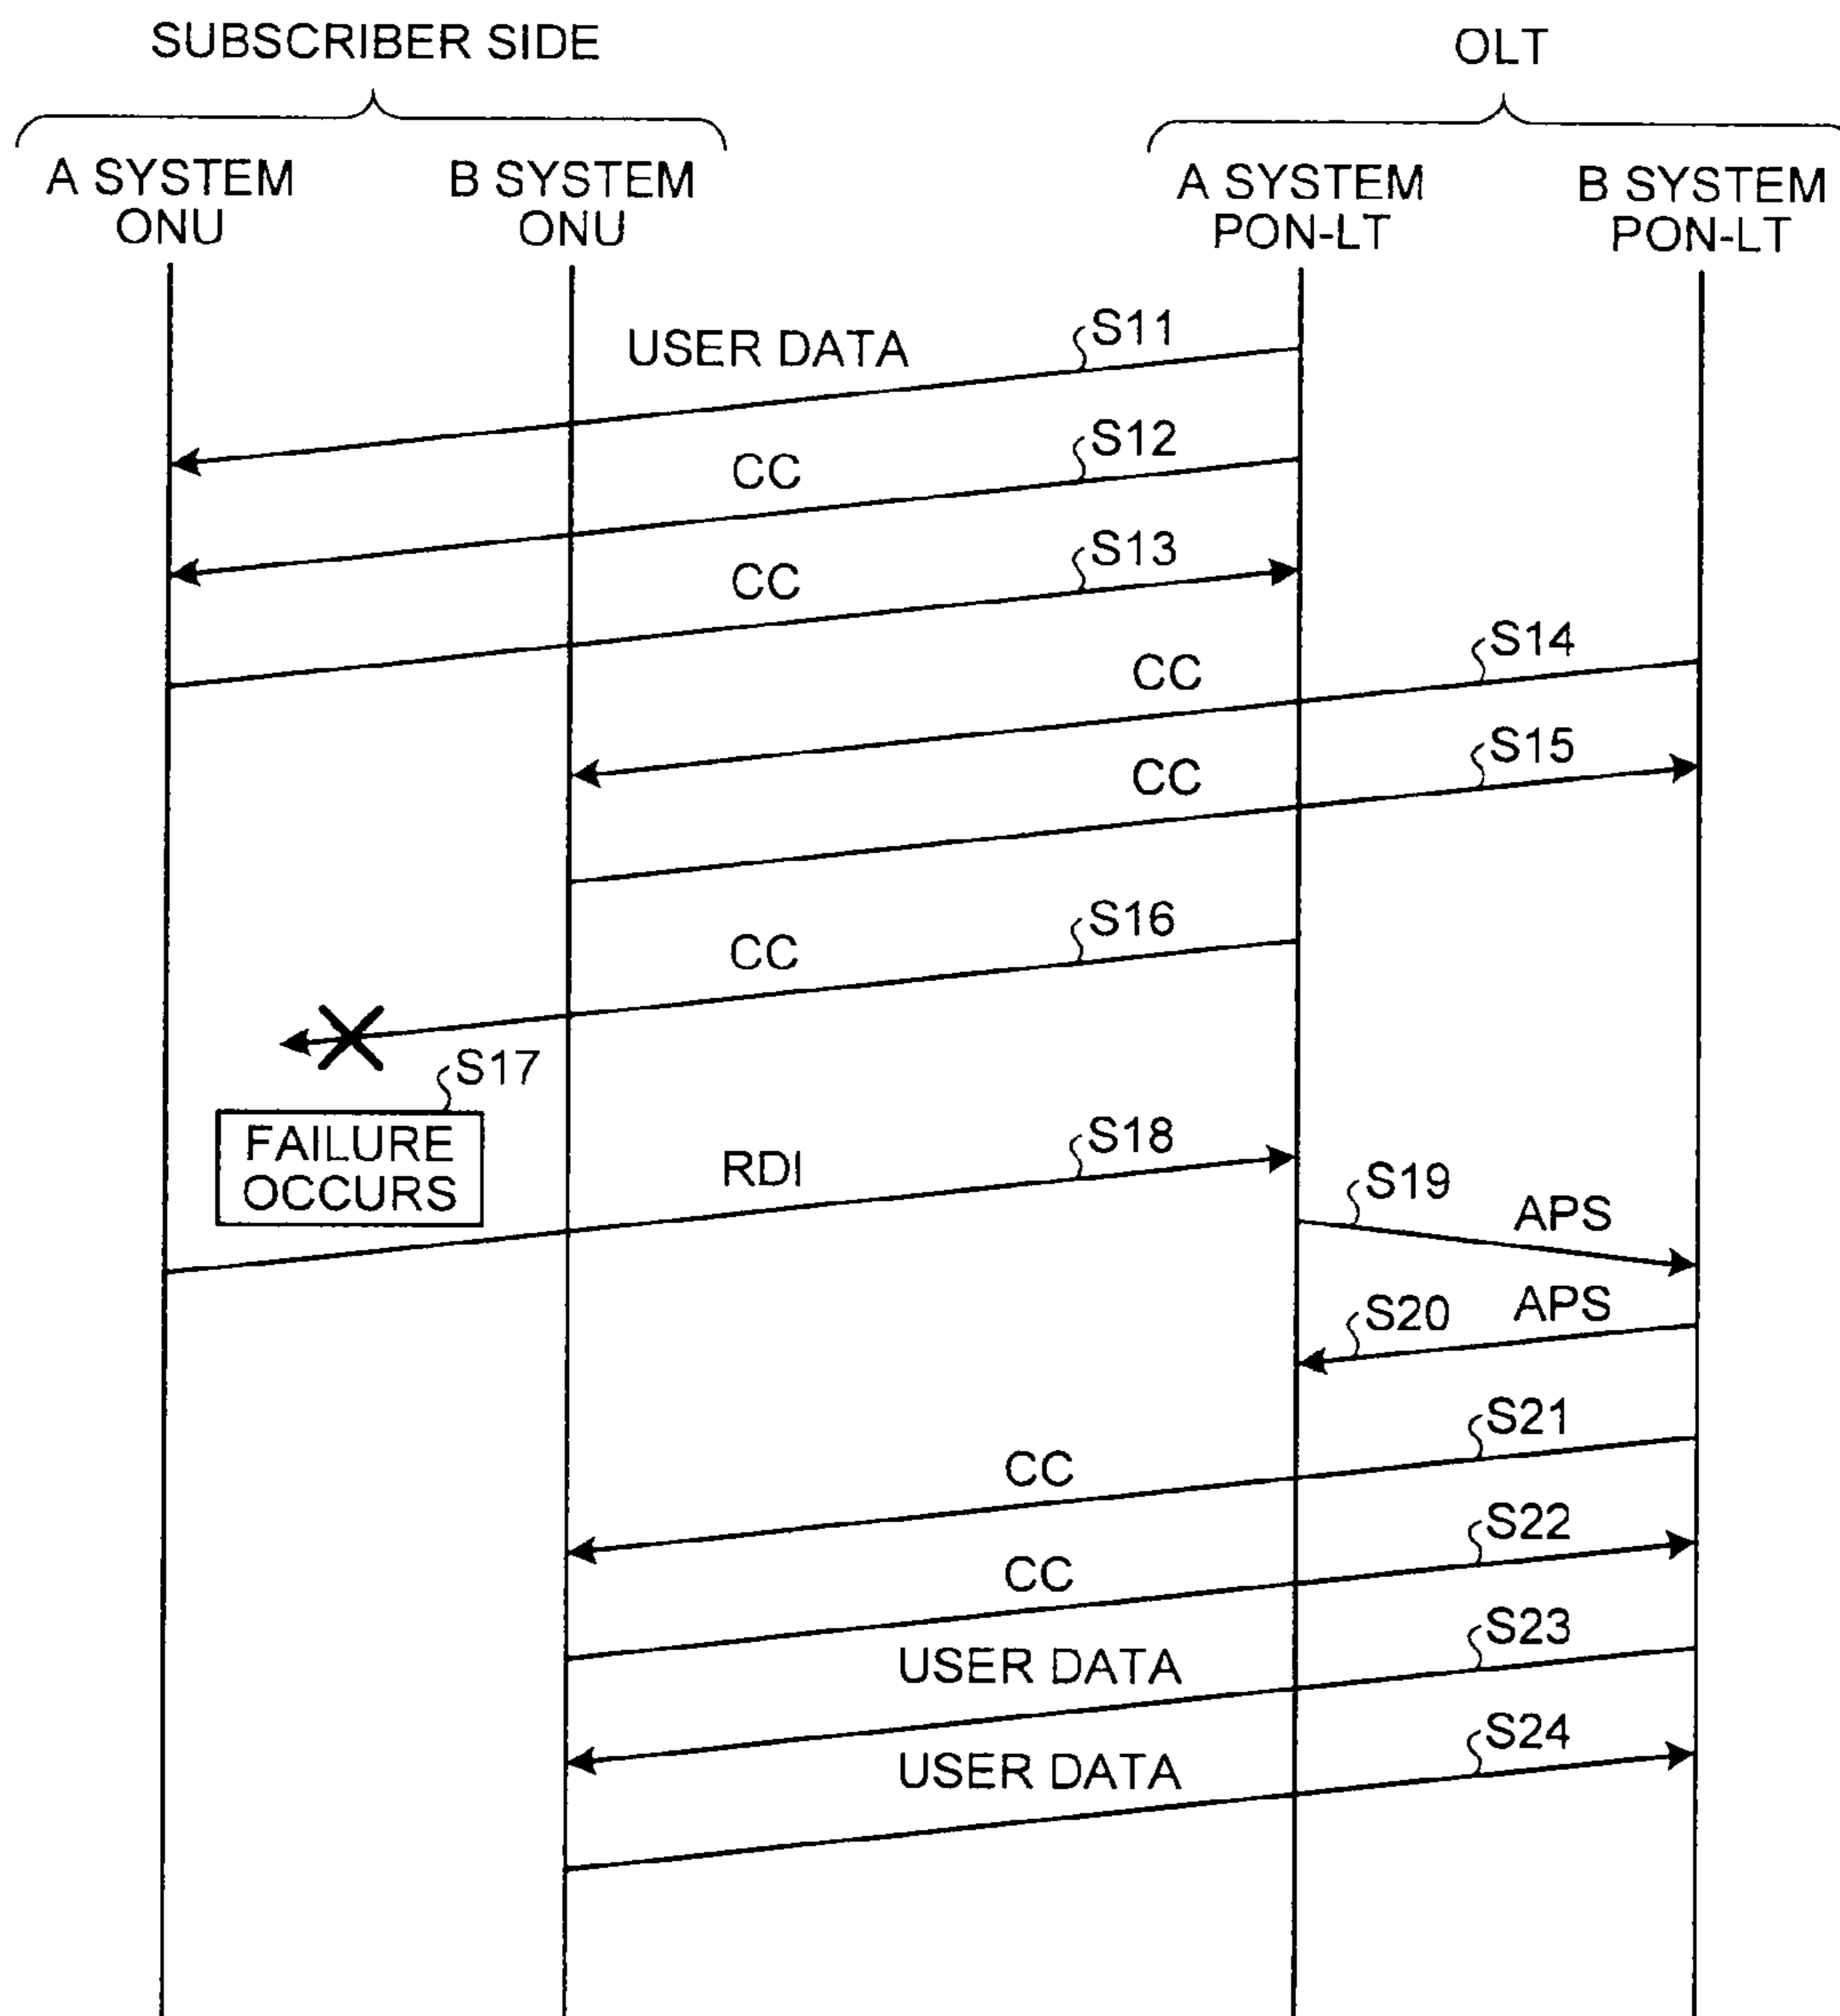 SUBSCRIBER SIDE
OLT
A SYSTEM
ONU
B SYSTEM
ONU
A SYSTEM
PON-LT
B SYSTEM
PON-LT
USER DATA
S11
CC
S12
CC
S13
CC
S14
CC
S15
CC
S16
S17
FAILURE
OCCURS
RDI
S18
S19
APS
S20
APS
CC
S21
CC
S22
USER DATA
S23
USER DATA
S24